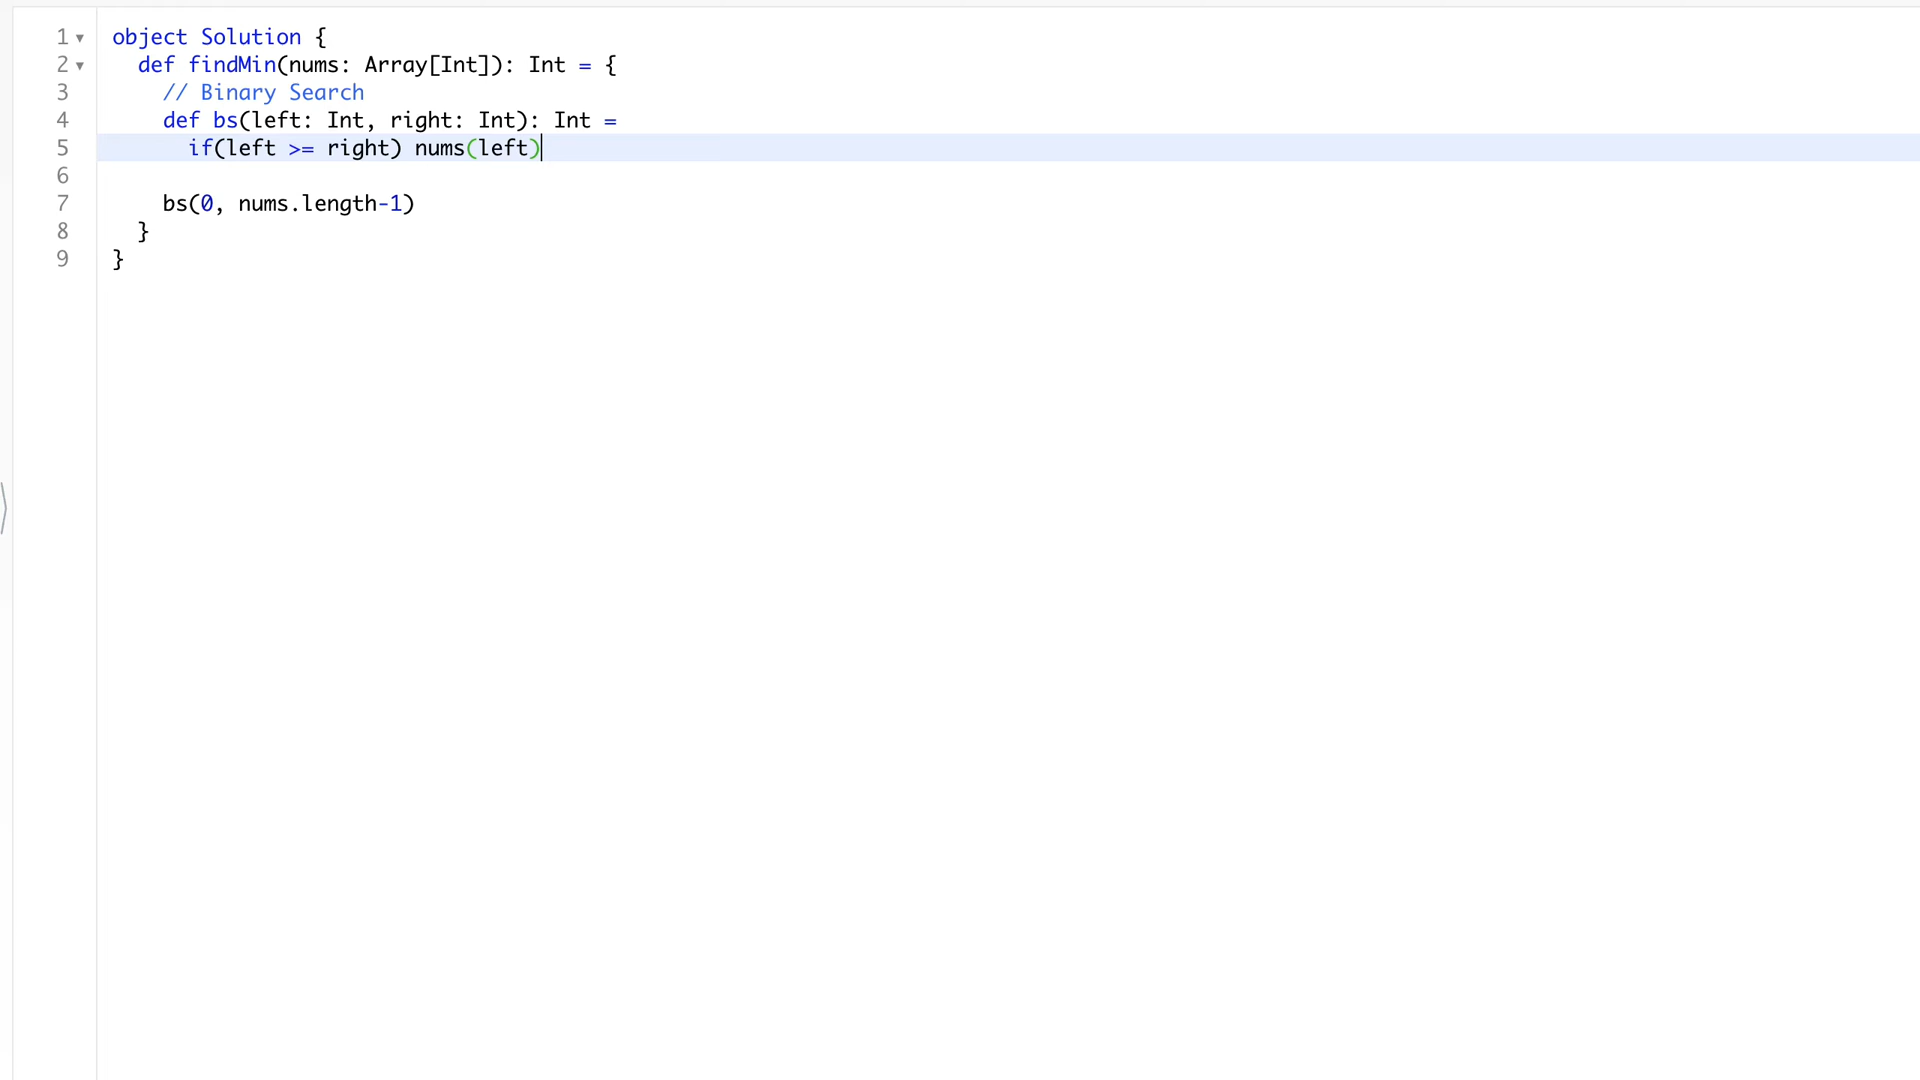 1 object Solution {
2 def findMin(nums: Array[Int]): Int = {
3 // Binary Search
4 def bs(left: Int, right: Int): Int =
5 if(left >= right) nums(left)
6
7 bs(0, nums.length-1)
8 }
9 }